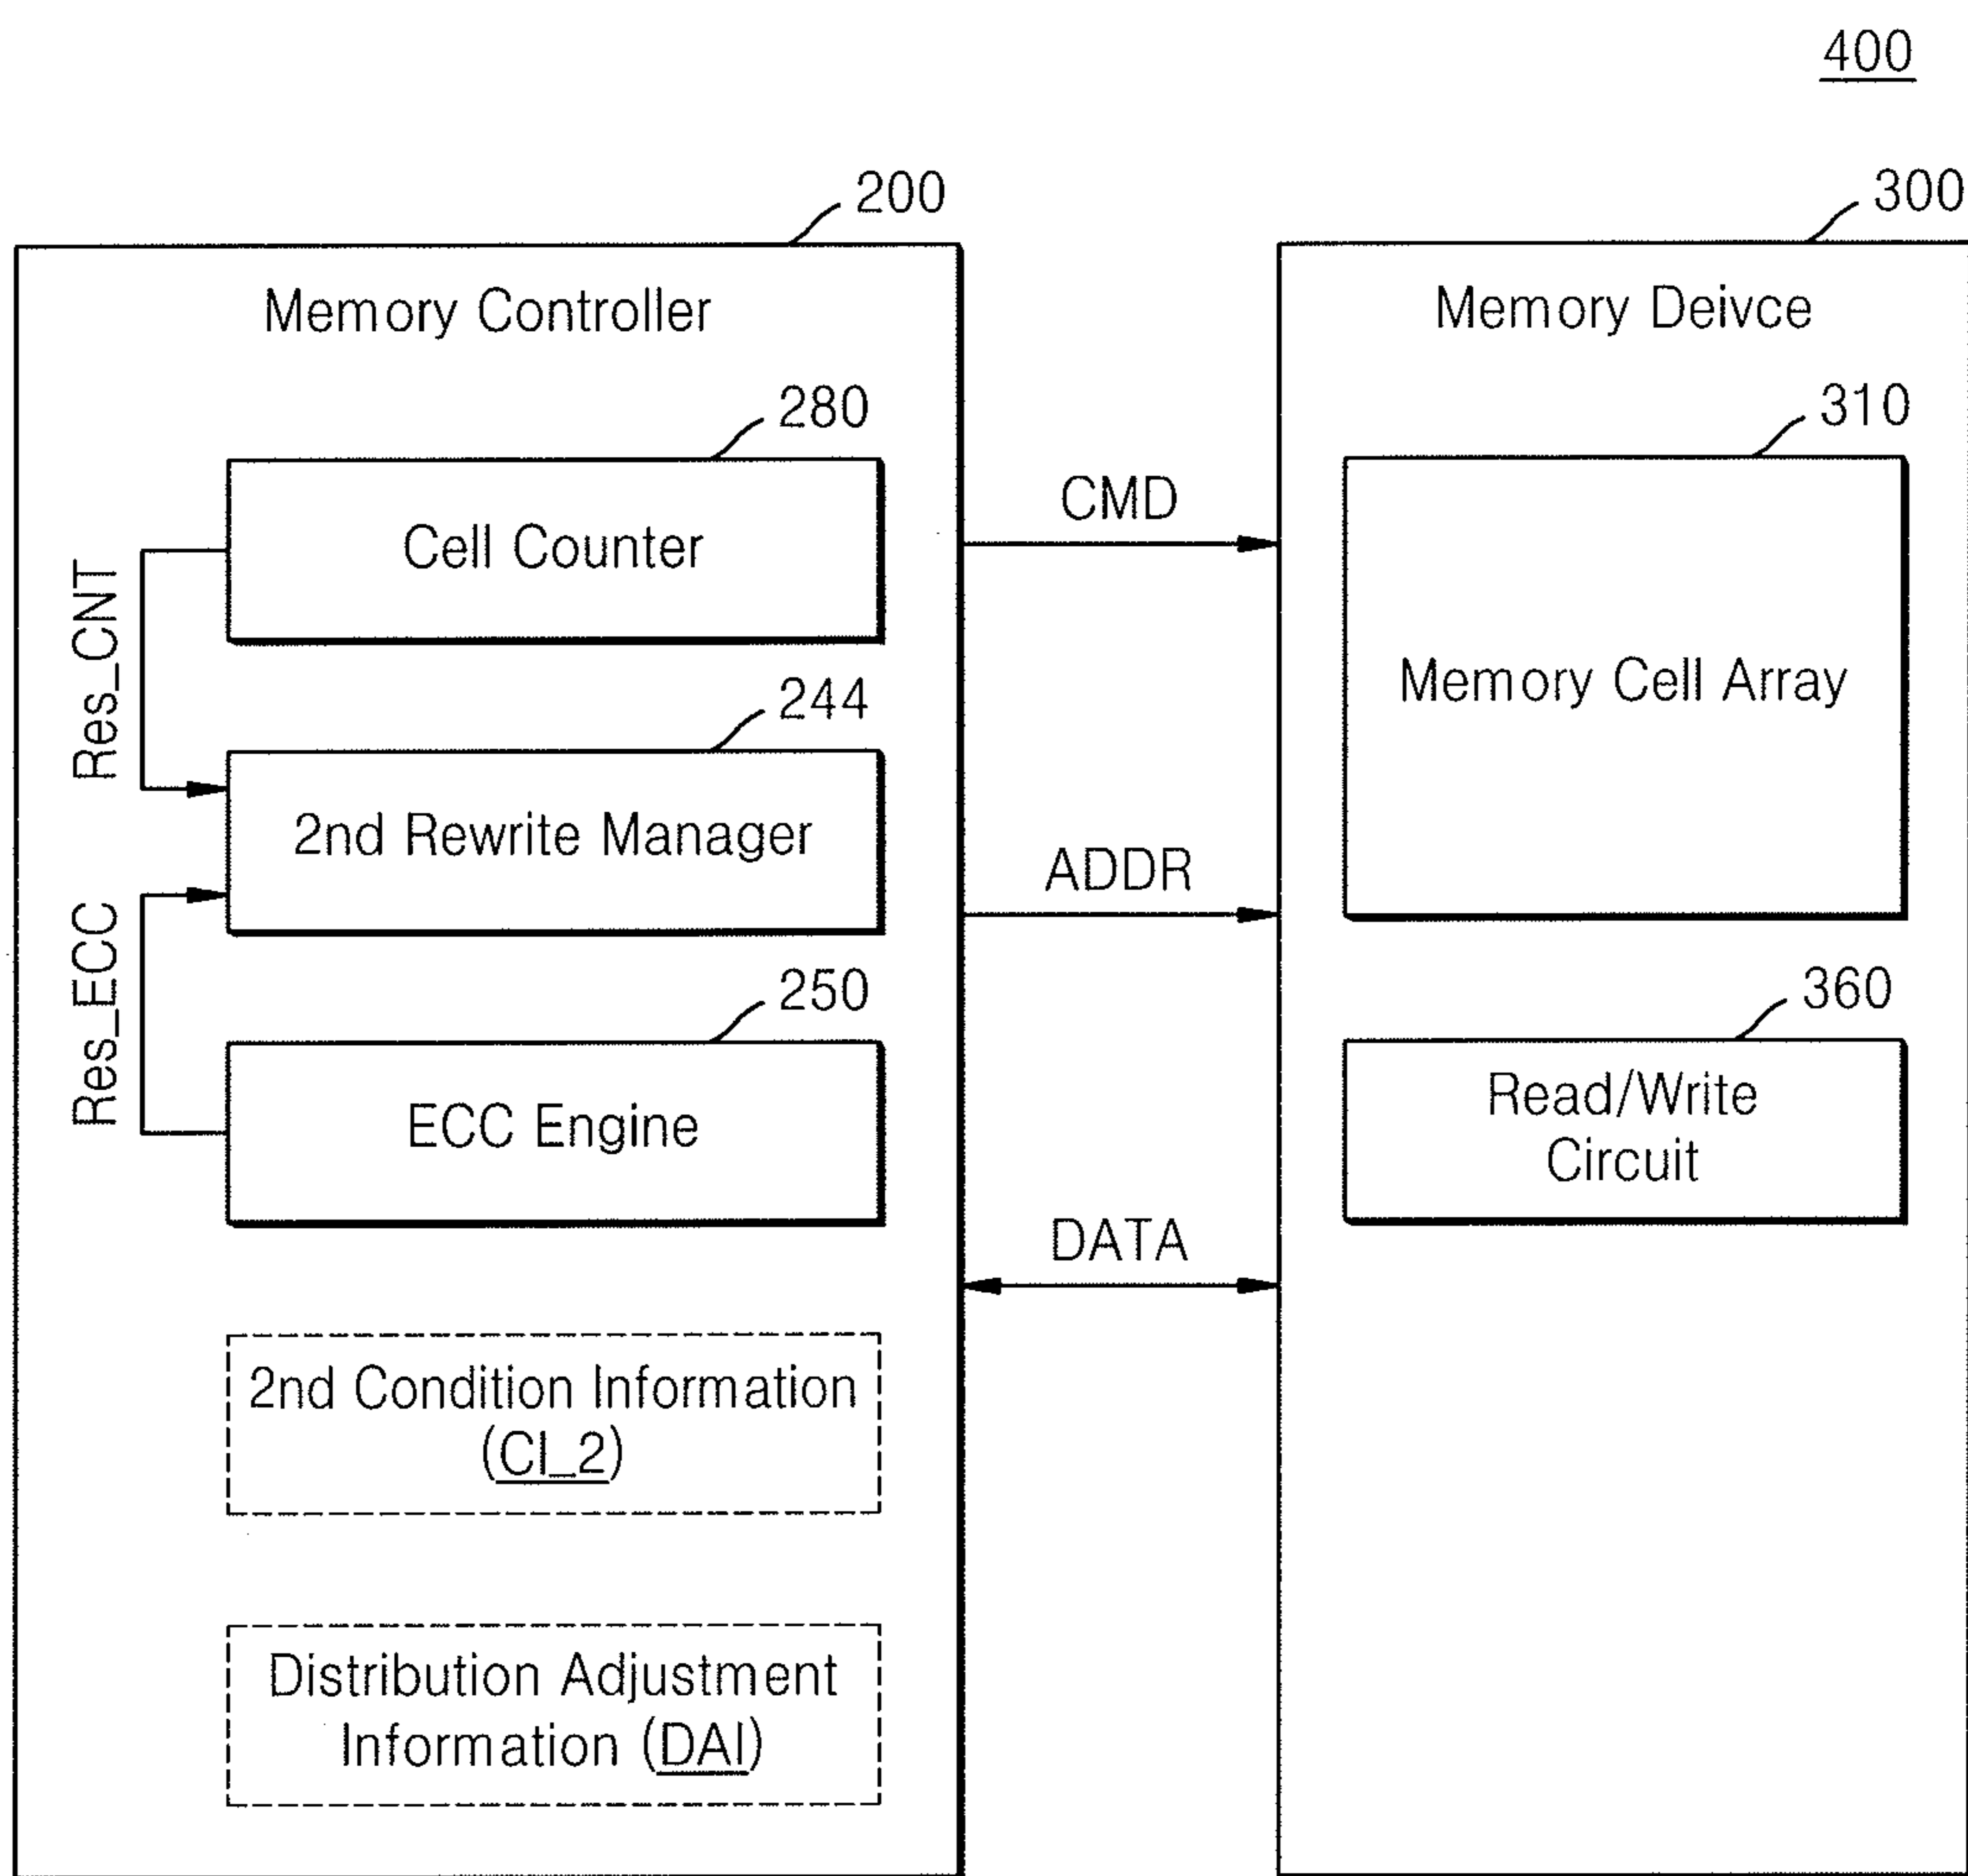 400
200
Memory Controller
280
Cell Counter
Res_CNT
244
2nd Rewrite Manager
Res_ECC
250
ECC Engine
2nd Condition Information
(CI_2)
Distribution Adjustment
Information (DAI)
CMD
ADDR
DATA
300
Memory Deivce
310
Memory Cell Array
360
Read/Write
Circuit